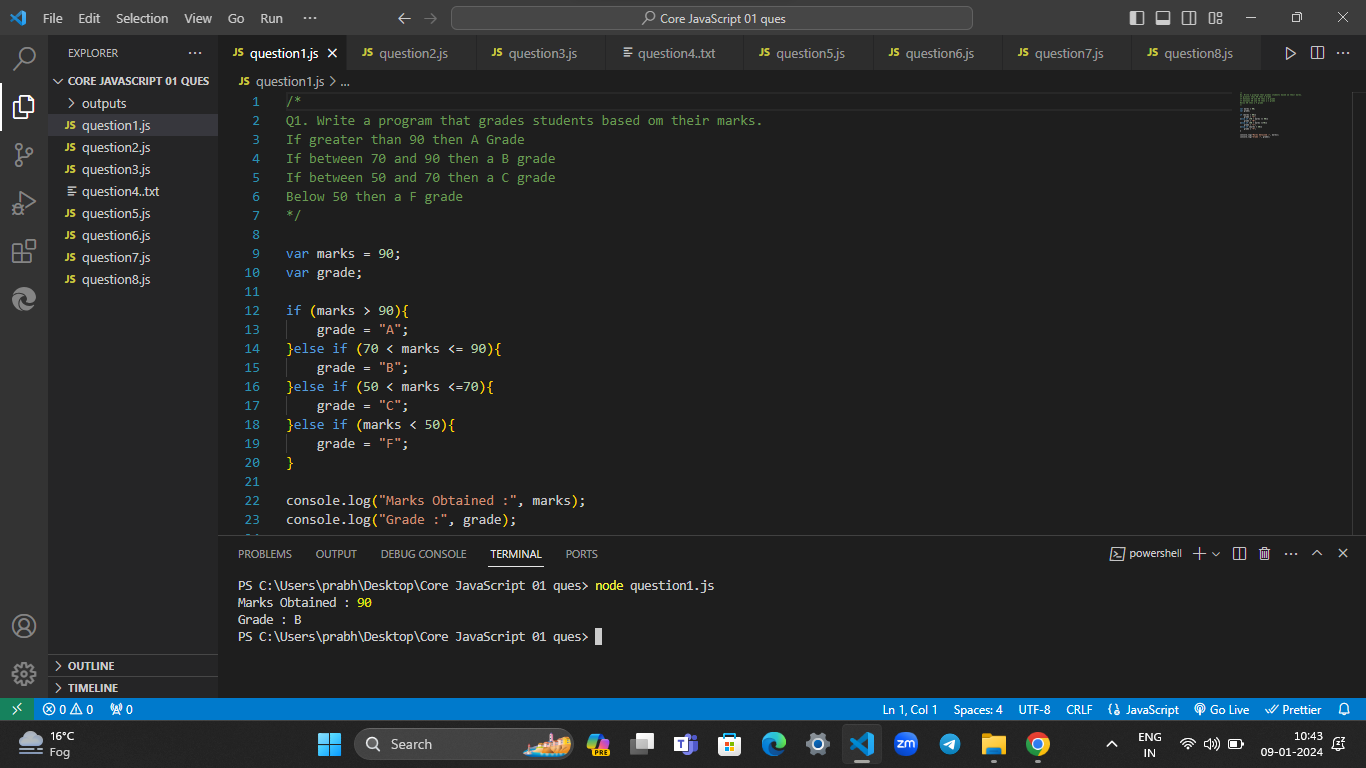 File Edit Selection View Go Run ··· Core JavaScript 01 ques
EXPLORER ···
CORE JAVASCRIPT 01 QUES
outputs
JS question1.js
JS question2.js
JS question3.js
question4..txt
JS question5.js
JS question6.js
JS question7.js
JS question8.js
OUTLINE
TIMELINE
JS question1.js JS question2.js JS question3.js question4..txt JS question5.js JS question6.js JS question7.js JS question8.js ···
JS question1.js > ...
1 /*
2 Q1. Write a program that grades students based om their marks.
3 If greater than 90 then A Grade
4 If between 70 and 90 then a B grade
5 If between 50 and 70 then a C grade
6 Below 50 then a F grade
7 */
8
9 var marks = 90;
10 var grade;
11
12 if (marks > 90){
13 grade = "A";
14 }else if (70 < marks <= 90){
15 grade = "B";
16 }else if (50 < marks <=70){
17 grade = "C";
18 }else if (marks < 50){
19 grade = "F";
20 }
21
22 console.log("Marks Obtained :", marks);
23 console.log("Grade :", grade);
PROBLEMS OUTPUT DEBUG CONSOLE TERMINAL PORTS powershell ···
PS C:\Users\prabh\Desktop\Core JavaScript 01 ques> node question1.js
Marks Obtained : 90
Grade : B
PS C:\Users\prabh\Desktop\Core JavaScript 01 ques>
0 0 0 Ln 1, Col 1 Spaces: 4 UTF-8 CRLF JavaScript Go Live Prettier
16°C
Fog
Search
PRE
zm
ENG
IN
10:43
09-01-2024